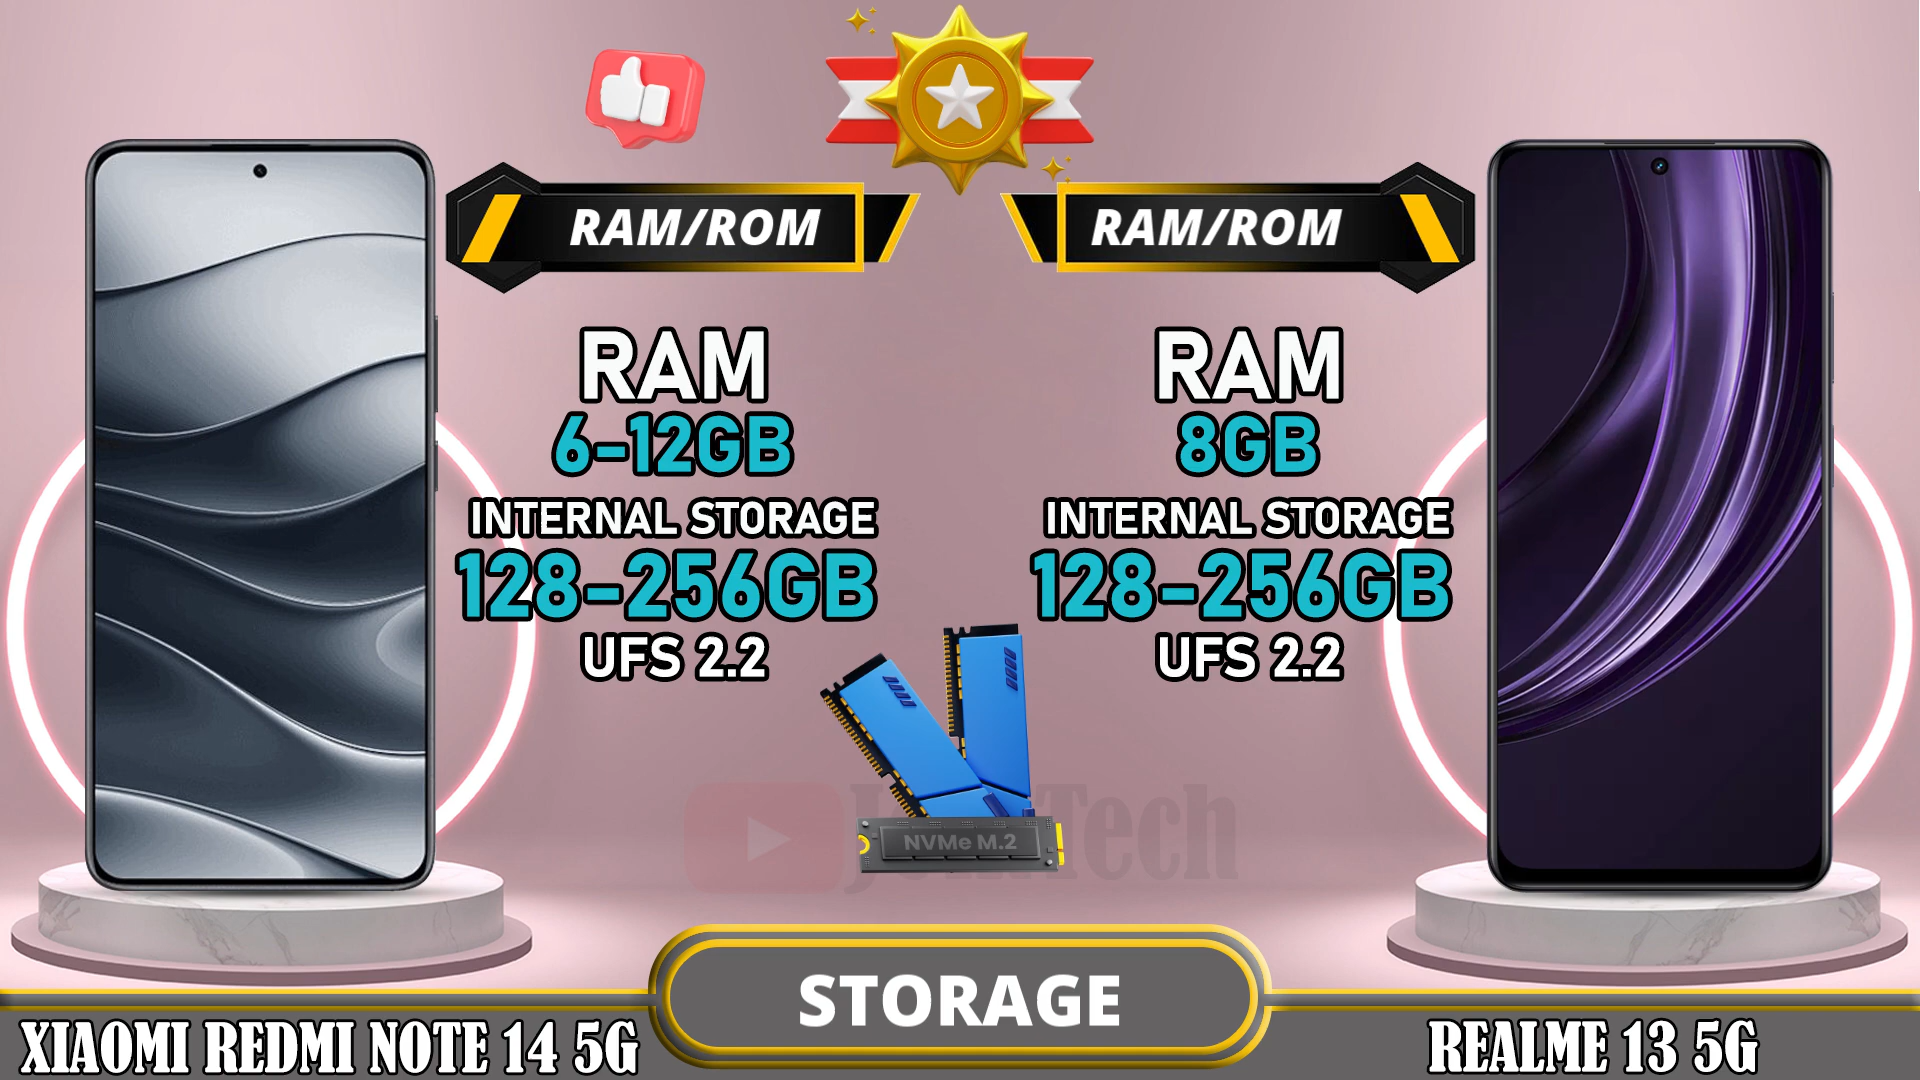 RAM/ROM
RAM/ROM
RAM
6-12GB
INTERNAL STORAGE
128-256GB
UFS 2.2
RAM
8GB
INTERNAL STORAGE
128-256GB
UFS 2.2
NVMe M.2
Tech
STORAGE
XIAOMI REDMI NOTE 14 5G
REALME 13 5G